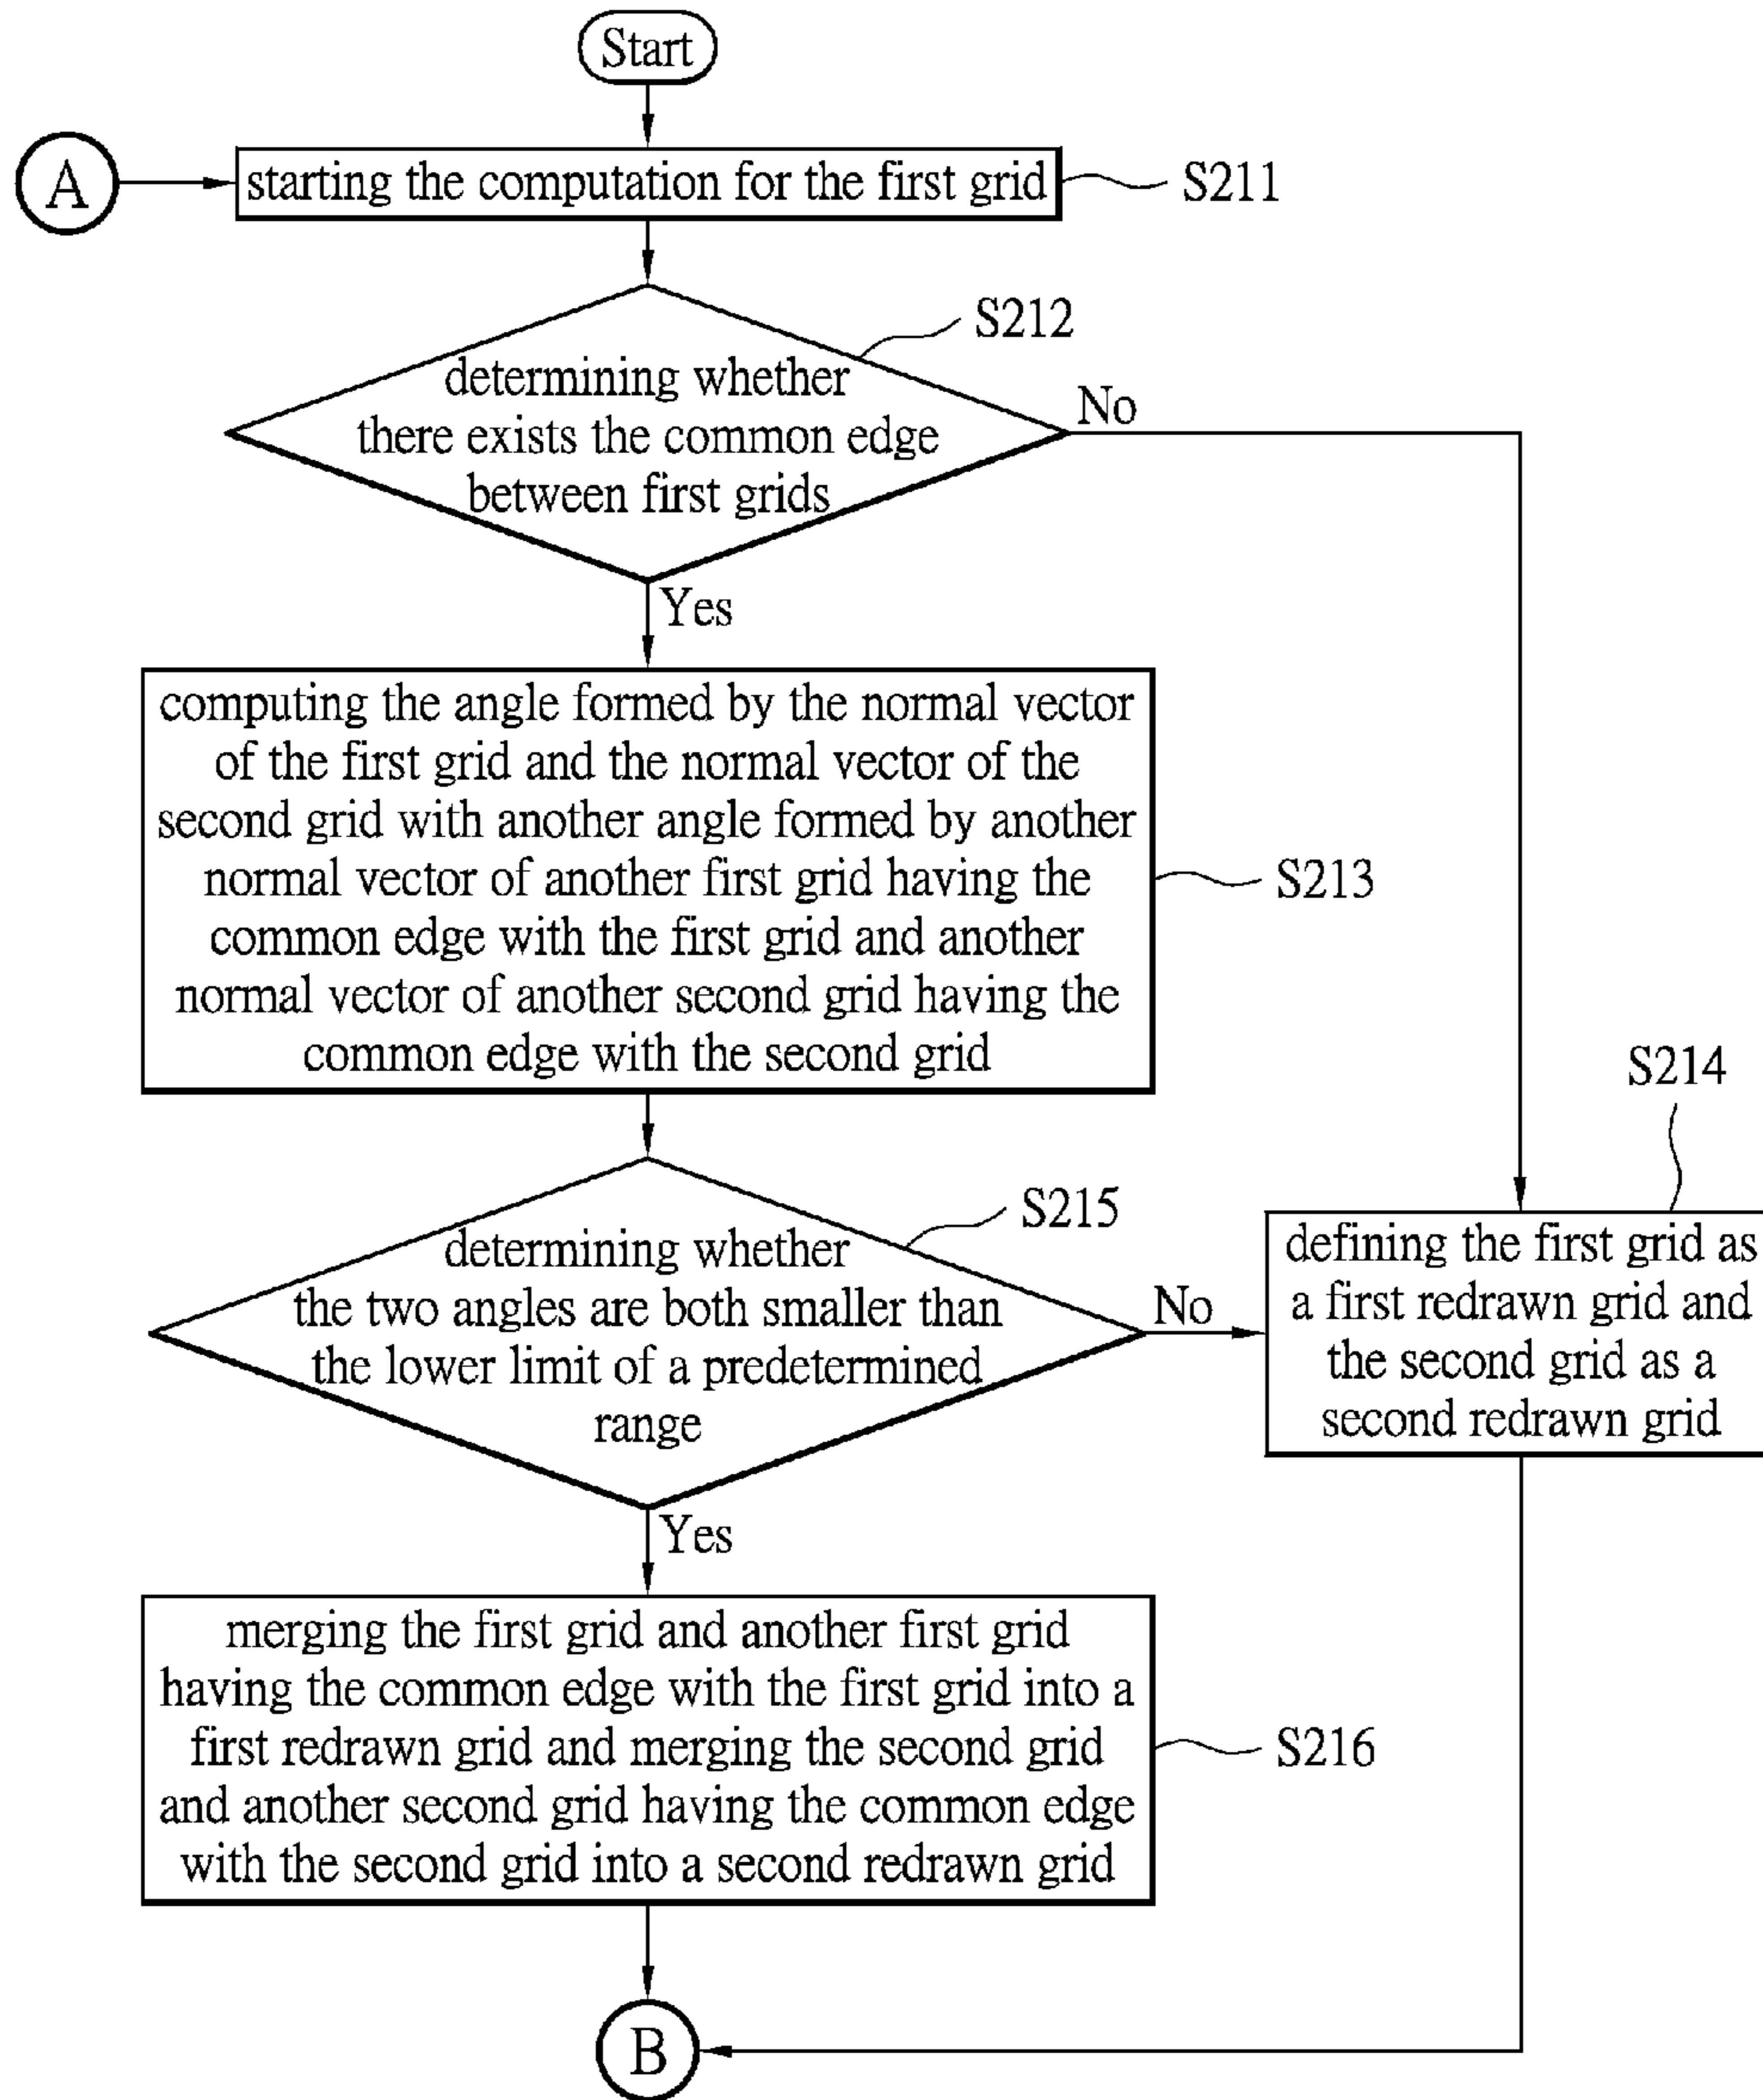 Start
A
starting the computation for the first grid
S211
S212
determining whether
there exists the common edge
between first grids
No
Yes
computing the angle formed by the normal vector
of the first grid and the normal vector of the
second grid with another angle formed by another
normal vector of another first grid having the
common edge with the first grid and another
normal vector of another second grid having the
common edge with the second grid
S213
S214
S215
determining whether
the two angles are both smaller than
the lower limit of a predetermined
range
No
defining the first grid as
a first redrawn grid and
the second grid as a
second redrawn grid
Yes
merging the first grid and another first grid
having the common edge with the first grid into a
first redrawn grid and merging the second grid
and another second grid having the common edge
with the second grid into a second redrawn grid
S216
B